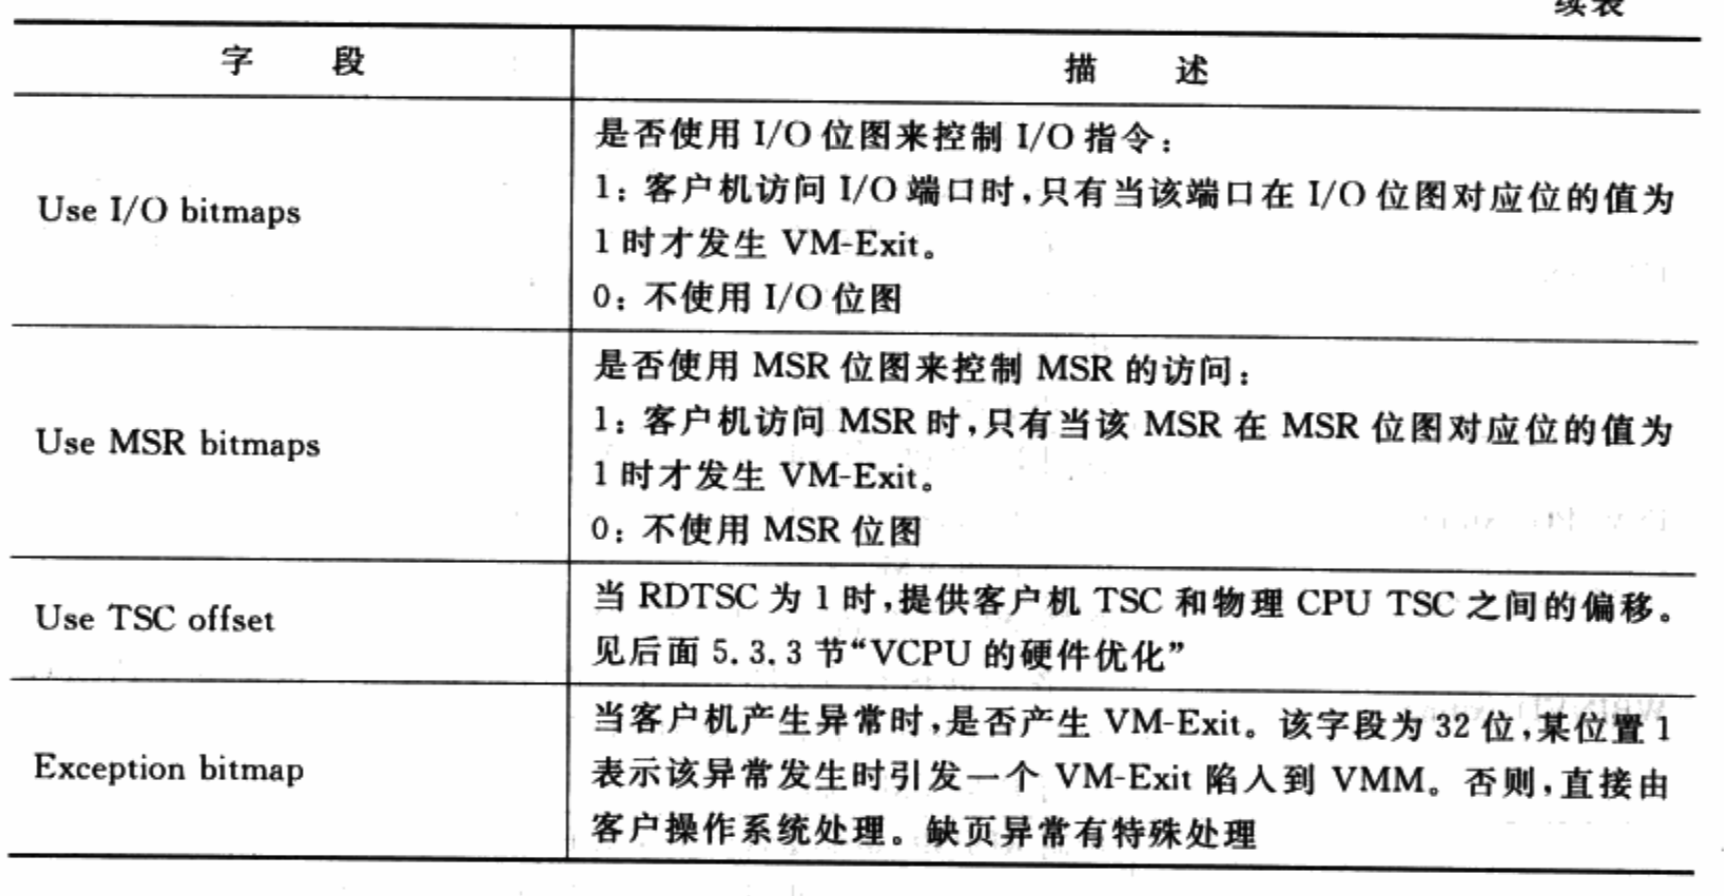 续表
字 段 描 述
Use I/O bitmaps
是否使用 I/O 位图来控制 I/O 指令：
1：客户机访问 I/O 端口时，只有当该端口在 I/O 位图对应位的值为
1 时才发生 VM-Exit。
0：不使用 I/O 位图
Use MSR bitmaps
是否使用 MSR 位图来控制 MSR 的访问：
1：客户机访问 MSR 时，只有当该 MSR 在 MSR 位图对应位的值为
1 时才发生 VM-Exit。
0：不使用 MSR 位图
Use TSC offset
当 RDTSC 为 1 时，提供客户机 TSC 和物理 CPU TSC 之间的偏移。
见后面 5.3.3 节“VCPU 的硬件优化”
Exception bitmap
当客户机产生异常时，是否产生 VM-Exit。该字段为 32 位，某位置 1
表示该异常发生时引发一个 VM-Exit 陷入到 VMM。否则，直接由
客户操作系统处理。缺页异常有特殊处理